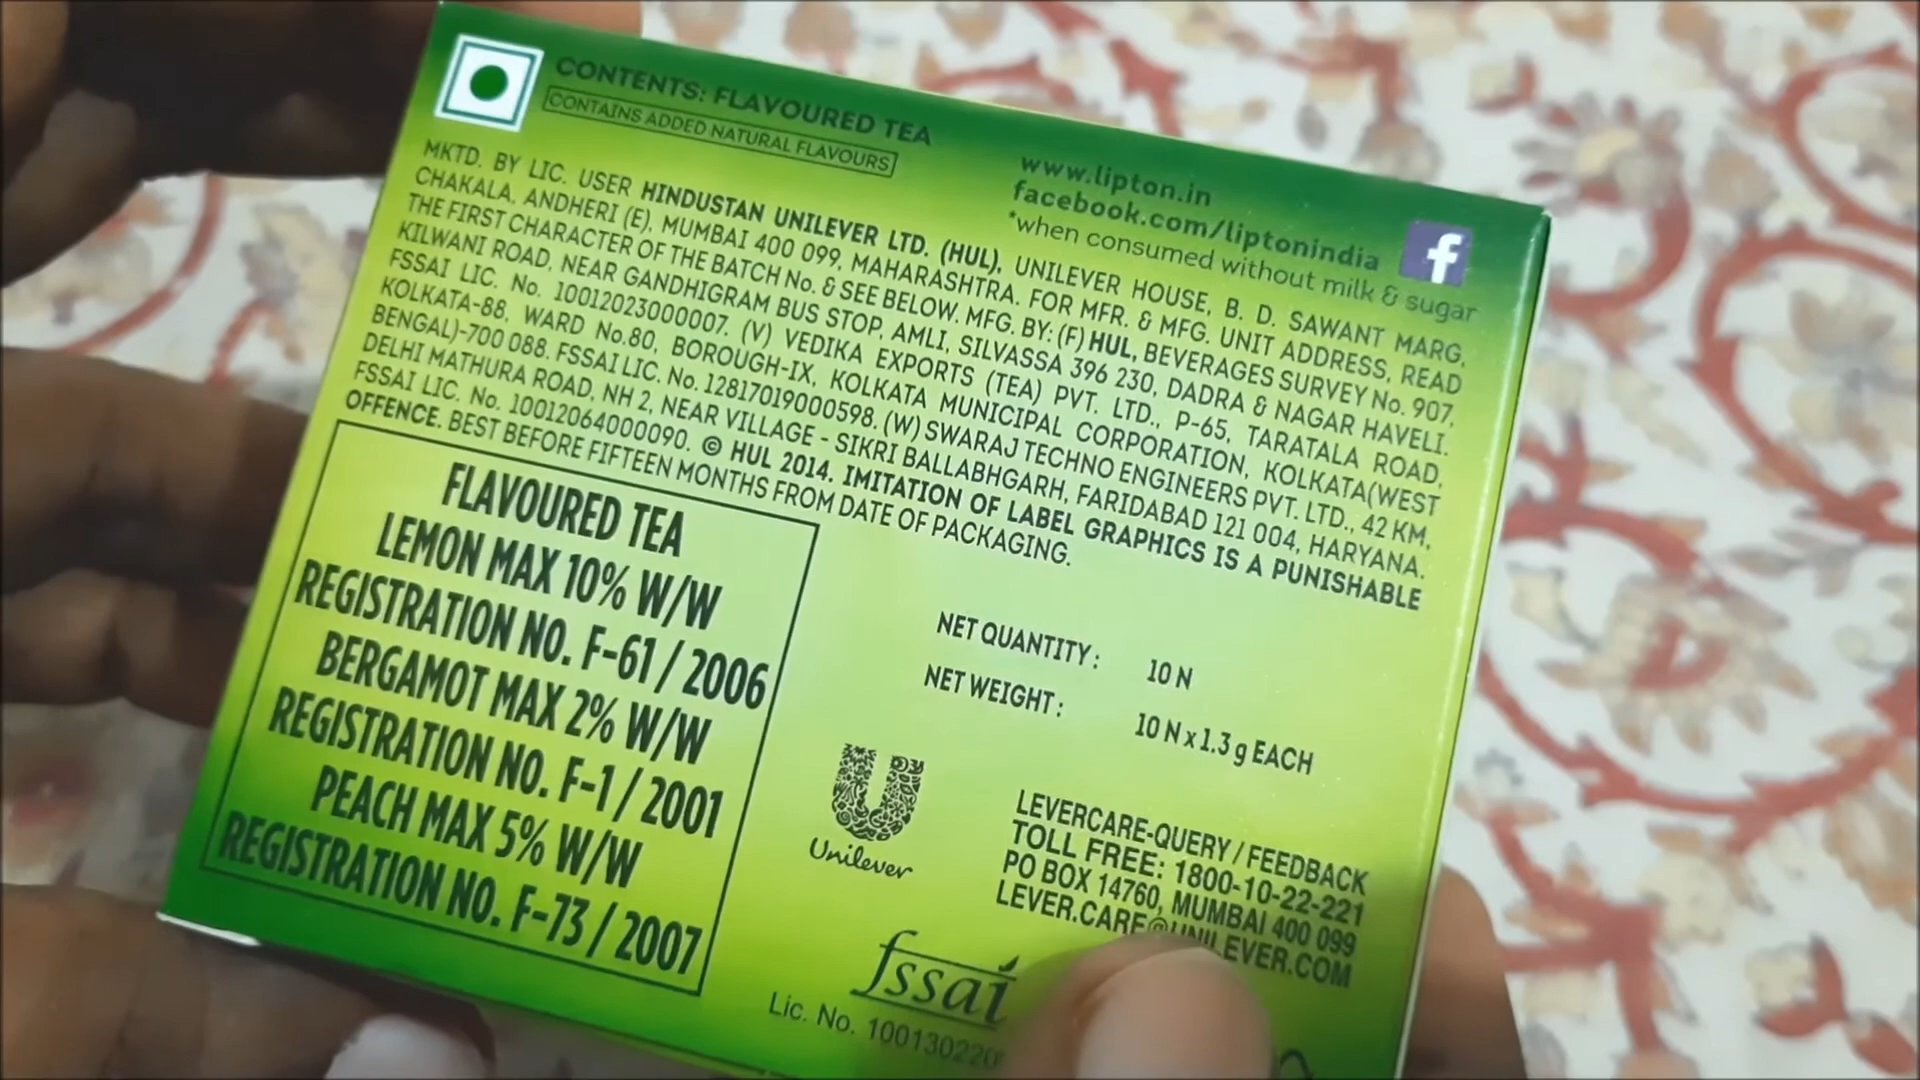 CONTENTS: FLAVOURED TEA
CONTAINS ADDED NATURAL FLAVOURS
www.lipton.in
facebook.com/liptonindia
f
*when consumed without milk & sugar
MKTD. BY LIC. USER HINDUSTAN UNILEVER LTD. (HUL), UNILEVER HOUSE, B. D. SAWANT MARG,
CHAKALA, ANDHERI (E), MUMBAI 400 099, MAHARASHTRA. FOR MFR. & MFG. UNIT ADDRESS, READ
THE FIRST CHARACTER OF THE BATCH No. & SEE BELOW. MFG. BY: (F) HUL, BEVERAGES SURVEY No. 907,
KILWANI ROAD, NEAR GANDHIGRAM BUS STOP, AMLI, SILVASSA 396 230, DADRA & NAGAR HAVELI.
FSSAI LIC. No. 10012023000007. (V) VEDIKA EXPORTS (TEA) PVT. LTD., P-65, TARATALA ROAD,
KOLKATA-88, WARD No.80, BOROUGH-IX, KOLKATA MUNICIPAL CORPORATION, KOLKATA(WEST
BENGAL)-700 088. FSSAI LIC. No. 12817019000598. (W) SWARAJ TECHNO ENGINEERS PVT. LTD., 42 KM,
DELHI MATHURA ROAD, NH 2, NEAR VILLAGE - SIKRI BALLABHGARH, FARIDABAD 121 004, HARYANA.
FSSAI LIC. No. 10012064000090. © HUL 2014. IMITATION OF LABEL GRAPHICS IS A PUNISHABLE
OFFENCE. BEST BEFORE FIFTEEN MONTHS FROM DATE OF PACKAGING.
FLAVOURED TEA
LEMON MAX 10% W/W
REGISTRATION NO. F-61 / 2006
BERGAMOT MAX 2% W/W
REGISTRATION NO. F-1 / 2001
PEACH MAX 5% W/W
REGISTRATION NO. F-73 / 2007
NET QUANTITY: 10 N
NET WEIGHT: 10 N x 1.3 g EACH
Unilever
LEVERCARE-QUERY / FEEDBACK
TOLL FREE: 1800-10-22-221
PO BOX 14760, MUMBAI 400 099
LEVER.CARE@UNILEVER.COM
fssai
Lic. No.